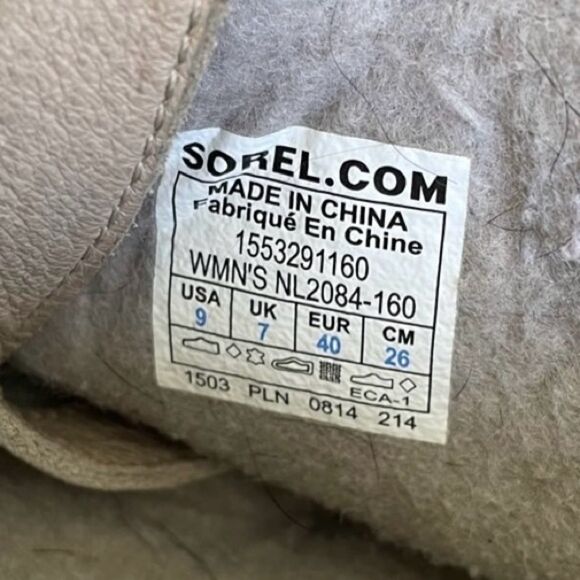 SOREL.COM
MADE IN CHINA
Fabriqué En Chine
1553291160
WMN'S NL2084-160
USA UK EUR CM
9 7 40 26
ECA-1
1503 PLN 0814 214